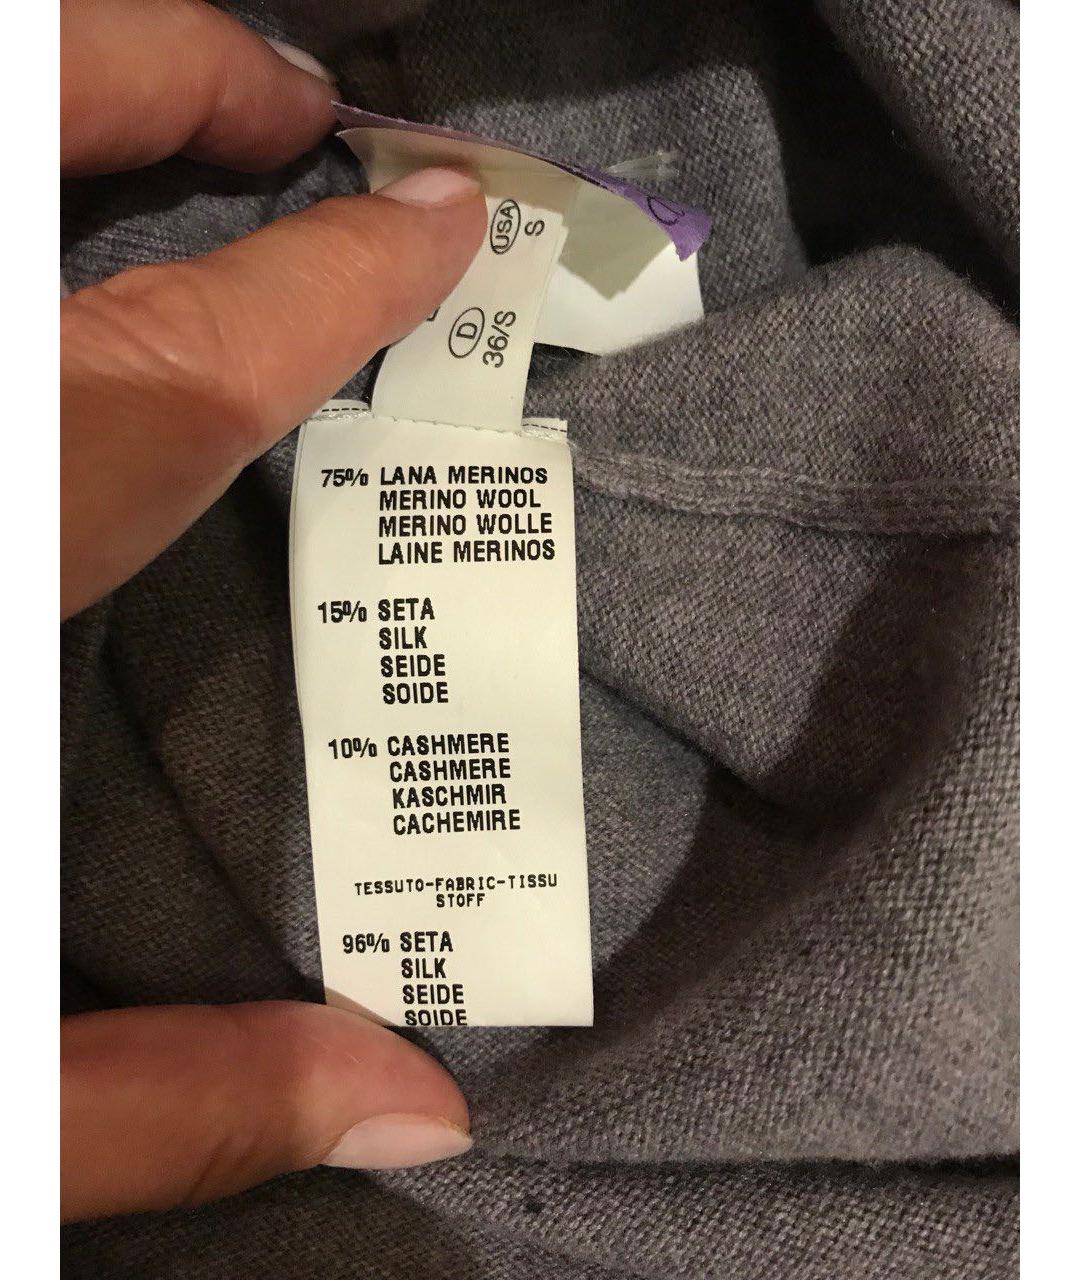 USA
S
D
36/S
75% LANA MERINOS
MERINO WOOL
MERINO WOLLE
LAINE MERINOS
15% SETA
SILK
SEIDE
SOIDE
10% CASHMERE
CASHMERE
KASCHMIR
CACHEMIRE
TESSUTO-FABRIC-TISSU
STOFF
96% SETA
SILK
SEIDE
SOIDE